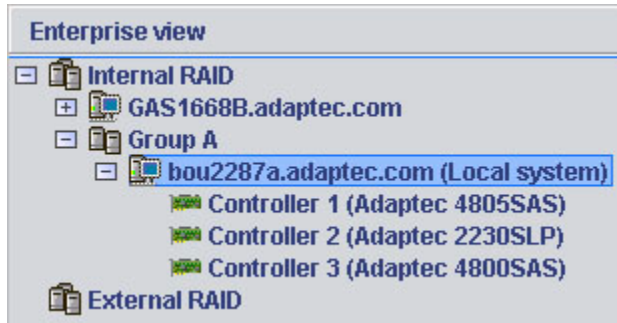 Enterprise view
Internal RAID
GAS1668B.adaptec.com
Group A
bou2287a.adaptec.com (Local system)
Controller 1 (Adaptec 4805SAS)
Controller 2 (Adaptec 2230SLP)
Controller 3 (Adaptec 4800SAS)
External RAID